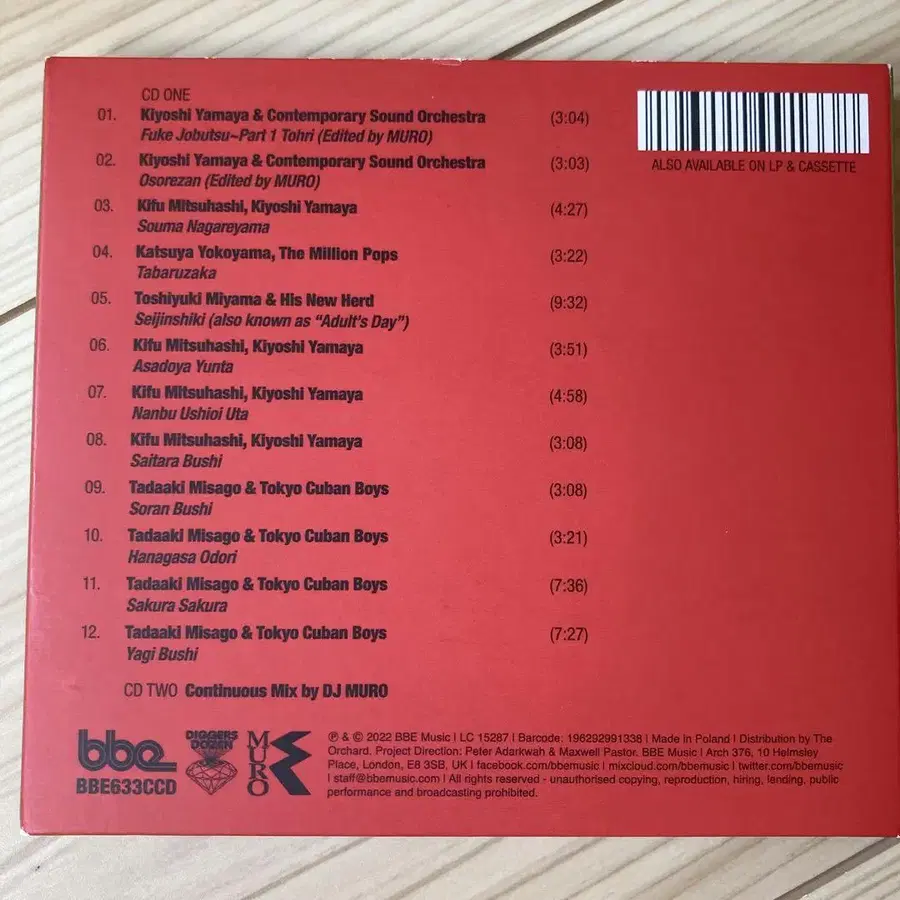 CD ONE
01. Kiyoshi Yamaya & Contemporary Sound Orchestra (3:04)
Fuke Jobutsu~Part 1 Tohri (Edited by MURO)
02. Kiyoshi Yamaya & Contemporary Sound Orchestra (3:03)
Osorezan (Edited by MURO)
03. Kifu Mitsuhashi, Kiyoshi Yamaya (4:27)
Souma Nagareyama
04. Katsuya Yokoyama, The Million Pops (3:22)
Tabaruzaka
05. Toshiyuki Miyama & His New Herd (9:32)
Seijinshiki (also known as “Adult's Day”)
06. Kifu Mitsuhashi, Kiyoshi Yamaya (3:51)
Asadoya Yunta
07. Kifu Mitsuhashi, Kiyoshi Yamaya (4:58)
Nanbu Ushioi Uta
08. Kifu Mitsuhashi, Kiyoshi Yamaya (3:08)
Saitara Bushi
09. Tadaaki Misago & Tokyo Cuban Boys (3:08)
Soran Bushi
10. Tadaaki Misago & Tokyo Cuban Boys (3:21)
Hanagasa Odori
11. Tadaaki Misago & Tokyo Cuban Boys (7:36)
Sakura Sakura
12. Tadaaki Misago & Tokyo Cuban Boys (7:27)
Yagi Bushi
CD TWO Continuous Mix by DJ MURO
ALSO AVAILABLE ON LP & CASSETTE
bbe
BBE633CCD
DIGGERS
DOZEN
MURO
℗ & © 2022 BBE Music | LC 15287 | Barcode: 196292991338 | Made in Poland | Distribution by The
Orchard. Project Direction: Peter Adarkwah & Maxwell Pastor. BBE Music | Arch 376, 10 Helmsley
Place, London, E8 3SB, UK | facebook.com/bbemusic | mixcloud.com/bbemusic | twitter.com/bbemusic
| staff@bbemusic.com | All rights reserved - unauthorised copying, reproduction, hiring, lending, public
performance and broadcasting prohibited.